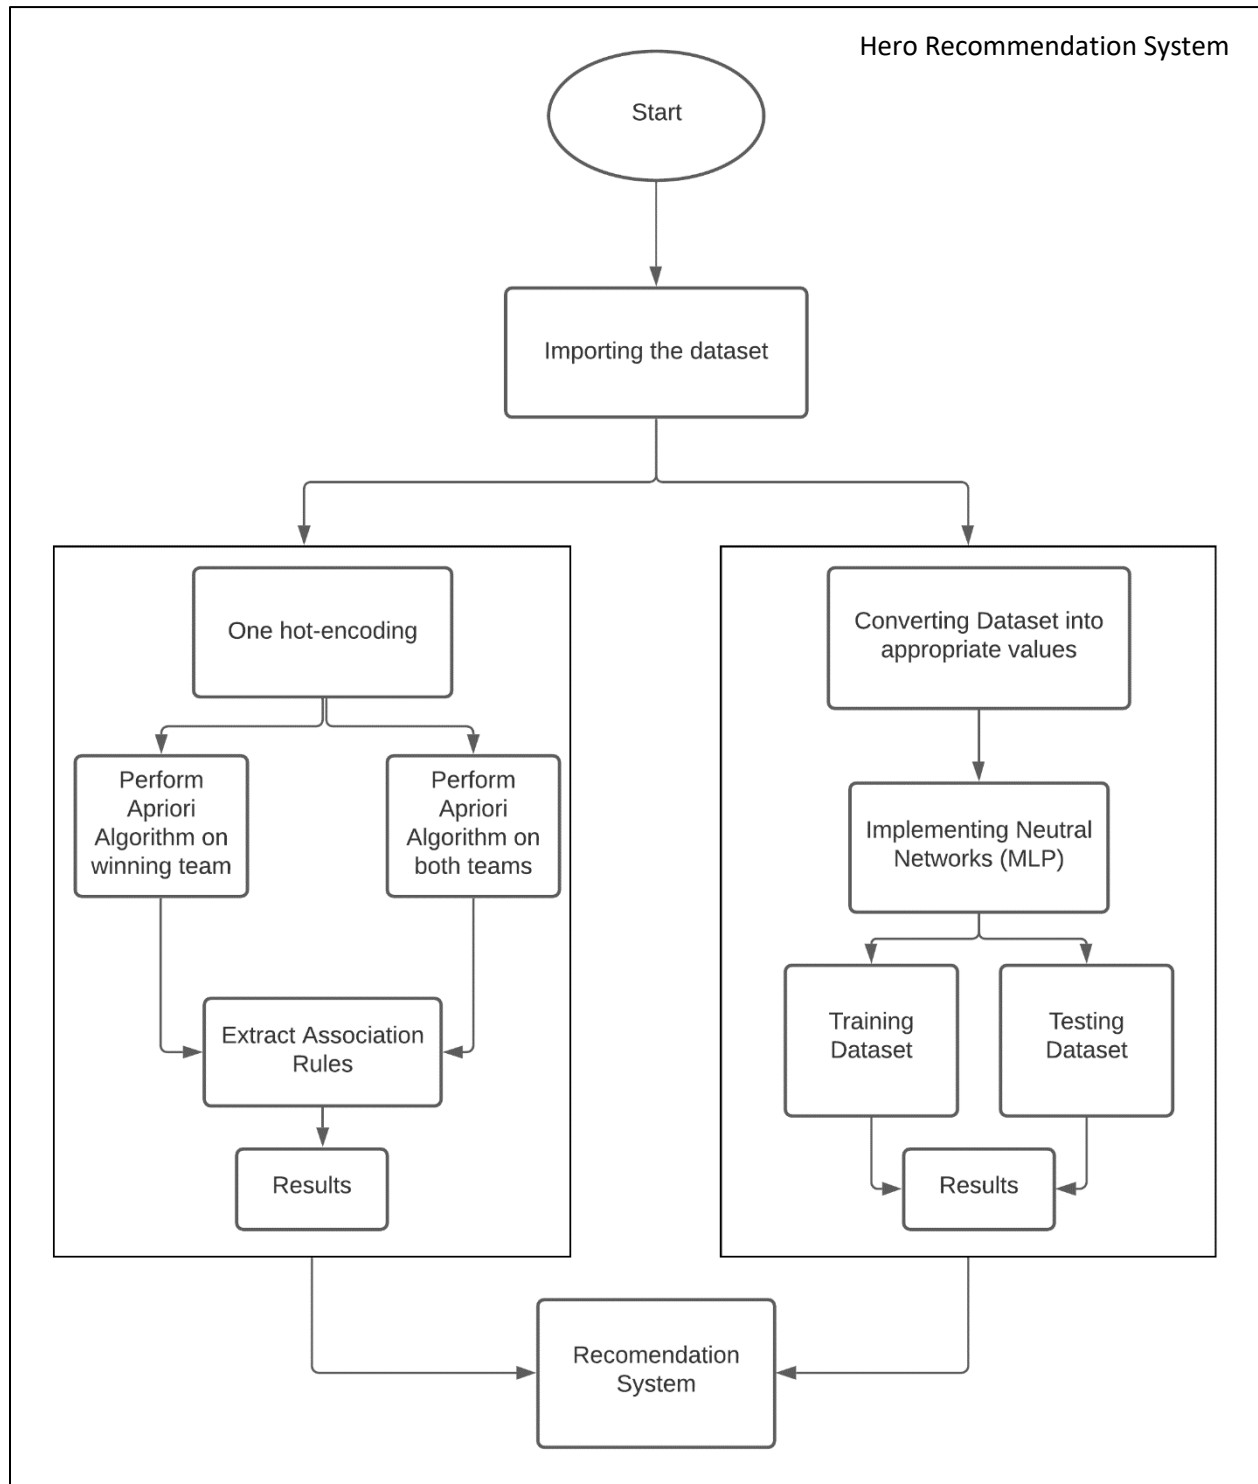 Hero Recommendation System
Start
Importing the dataset
One hot-encoding
Perform
Apriori
Algorithm on
winning team
Perform
Apriori
Algorithm on
both teams
Extract Association
Rules
Results
Converting Dataset into
appropriate values
Implementing Neutral
Networks (MLP)
Training
Dataset
Testing
Dataset
Results
Recomendation
System